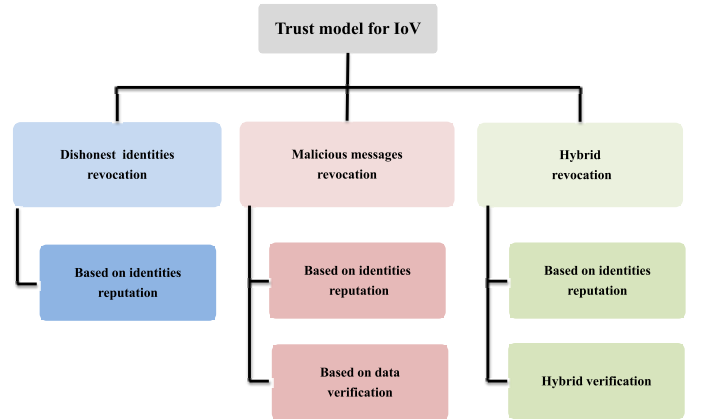 Trust model for IoV
Dishonest identities
revocation
Malicious messages
revocation
Hybrid
revocation
Based on identities
reputation
Based on identities
reputation
Based on identities
reputation
Based on data
verification
Hybrid verification